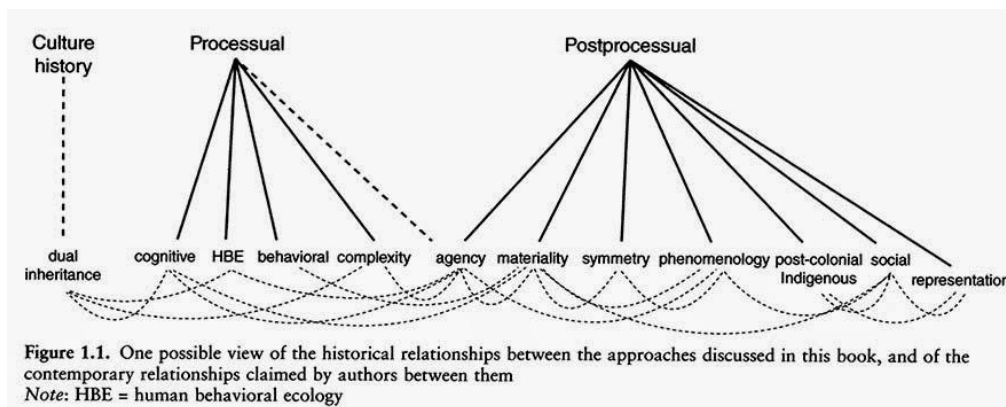 Culture
history
Processual
Postprocessual
dual
inheritance
cognitive
HBE
behavioral
complexity
agency
materiality
symmetry
phenomenology
post-colonial
Indigenous
social
representation
Figure 1.1. One possible view of the historical relationships between the approaches discussed in this book, and of the
contemporary relationships claimed by authors between them
Note: HBE = human behavioral ecology